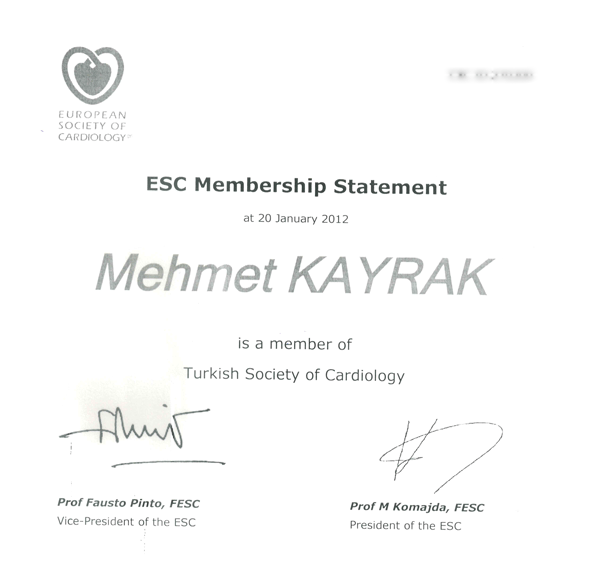 EUROPEAN
SOCIETY OF
CARDIOLOGY®
ESC Membership Statement
at 20 January 2012
Mehmet KAYRAK
is a member of
Turkish Society of Cardiology
Prof Fausto Pinto, FESC
Vice-President of the ESC
Prof M Komajda, FESC
President of the ESC